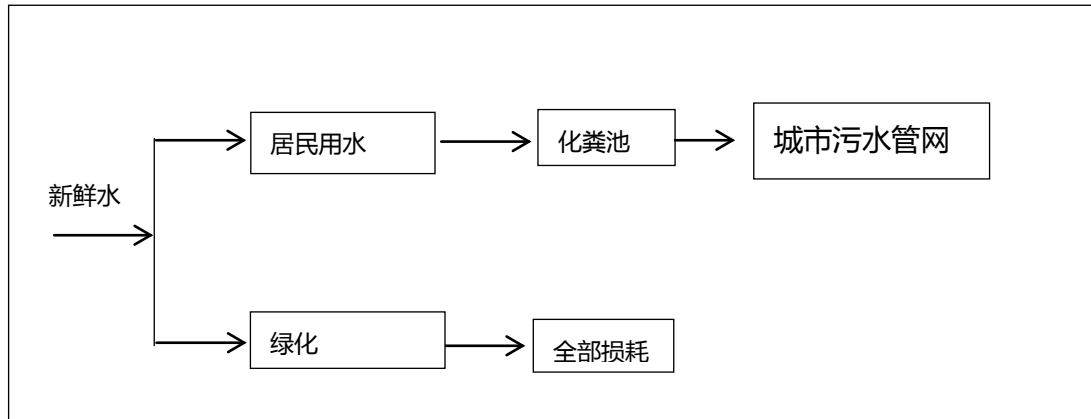 居民用水
化粪池
城市污水管网
新鲜水
绿化
全部损耗